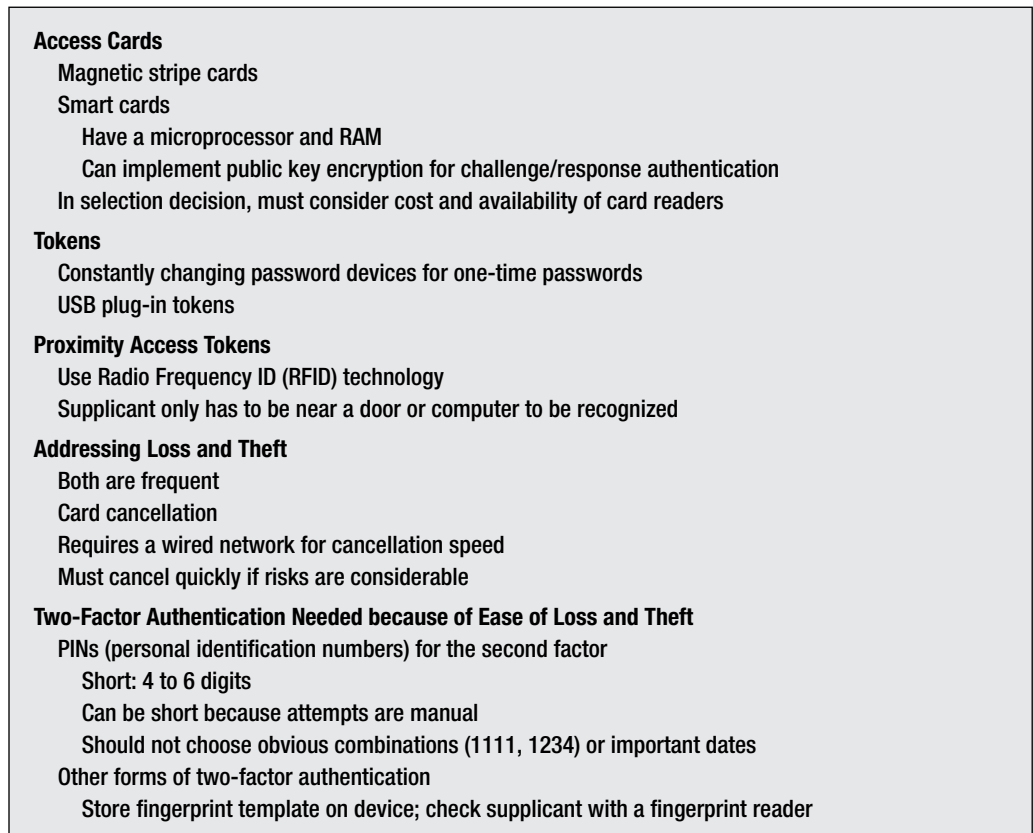 Access Cards
Magnetic stripe cards
Smart cards
Have a microprocessor and RAM
Can implement public key encryption for challenge/response authentication
In selection decision, must consider cost and availability of card readers
Tokens
Constantly changing password devices for one-time passwords
USB plug-in tokens
Proximity Access Tokens
Use Radio Frequency ID (RFID) technology
Supplicant only has to be near a door or computer to be recognized
Addressing Loss and Theft
Both are frequent
Card cancellation
Requires a wired network for cancellation speed
Must cancel quickly if risks are considerable
Two-Factor Authentication Needed because of Ease of Loss and Theft
PINs (personal identification numbers) for the second factor
Short: 4 to 6 digits
Can be short because attempts are manual
Should not choose obvious combinations (1111, 1234) or important dates
Other forms of two-factor authentication
Store fingerprint template on device; check supplicant with a fingerprint reader